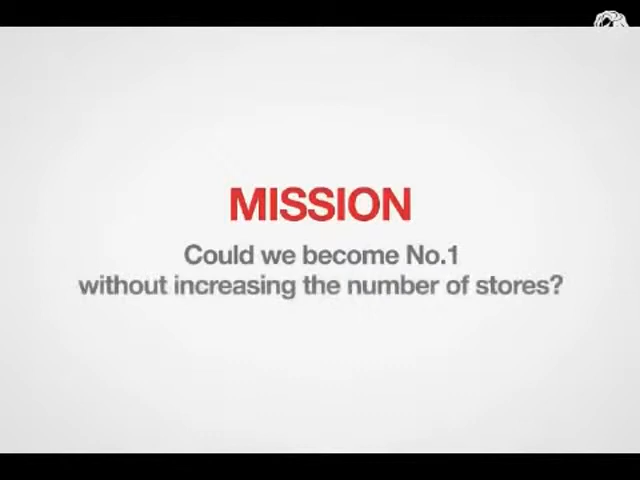 MISSION
Could we become No.1
without increasing the number of stores?